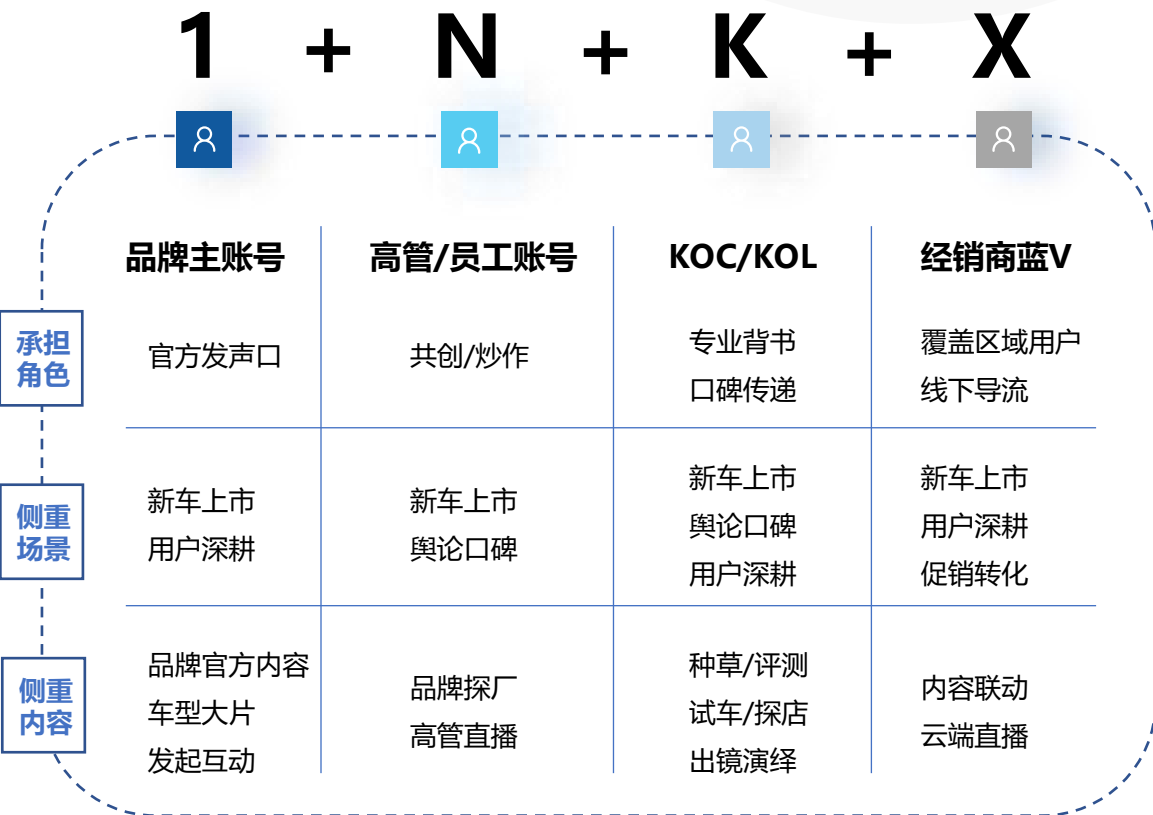 1 + N + K + X
品牌主账号
高管/员工账号
KOC/KOL
经销商蓝V
承担
角色
官方发声口
共创/炒作
专业背书
口碑传递
覆盖区域用户
线下导流
侧重
场景
新车上市
用户深耕
新车上市
舆论口碑
新车上市
舆论口碑
用户深耕
新车上市
用户深耕
促销转化
侧重
内容
品牌官方内容
车型大片
发起互动
品牌探厂
高管直播
种草/评测
试车/探店
出镜演绎
内容联动
云端直播